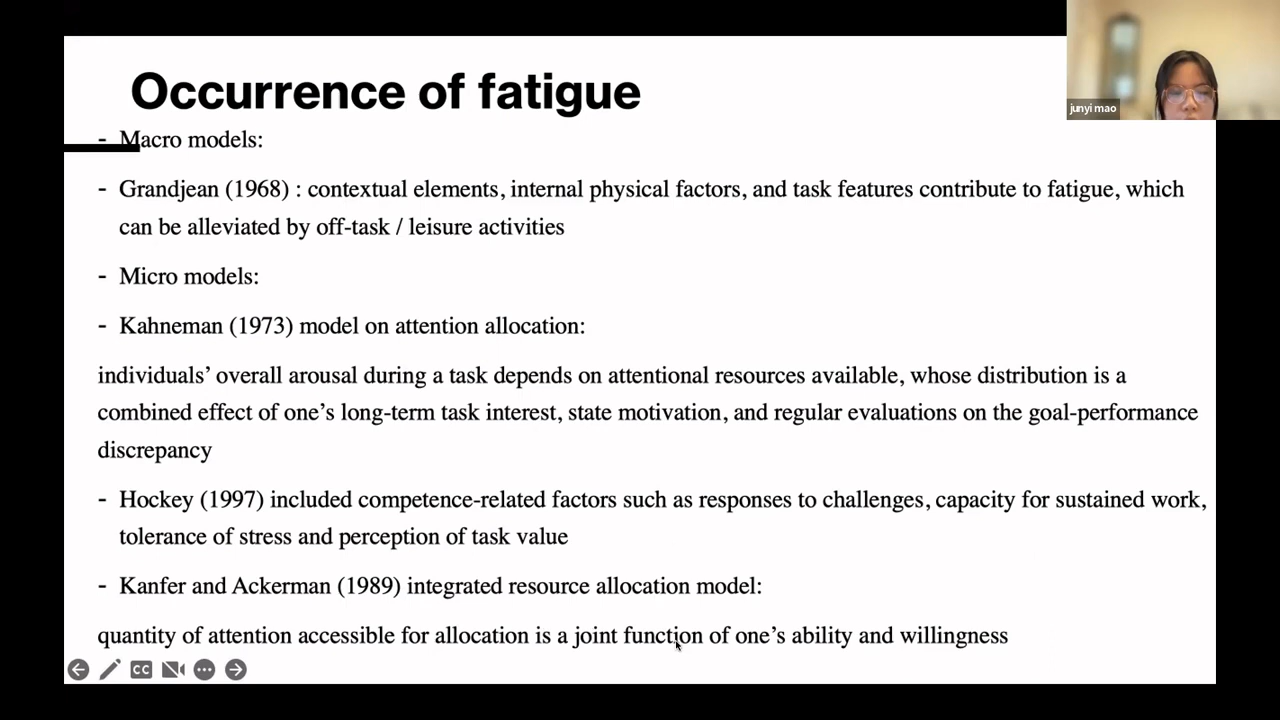 Occurrence of fatigue
junyi mao
- Macro models:
- Grandjean (1968) : contextual elements, internal physical factors, and task features contribute to fatigue, which
can be alleviated by off-task / leisure activities
- Micro models:
- Kahneman (1973) model on attention allocation:
individuals’ overall arousal during a task depends on attentional resources available, whose distribution is a
combined effect of one’s long-term task interest, state motivation, and regular evaluations on the goal-performance
discrepancy
- Hockey (1997) included competence-related factors such as responses to challenges, capacity for sustained work,
tolerance of stress and perception of task value
- Kanfer and Ackerman (1989) integrated resource allocation model:
quantity of attention accessible for allocation is a joint function of one’s ability and willingness
CC